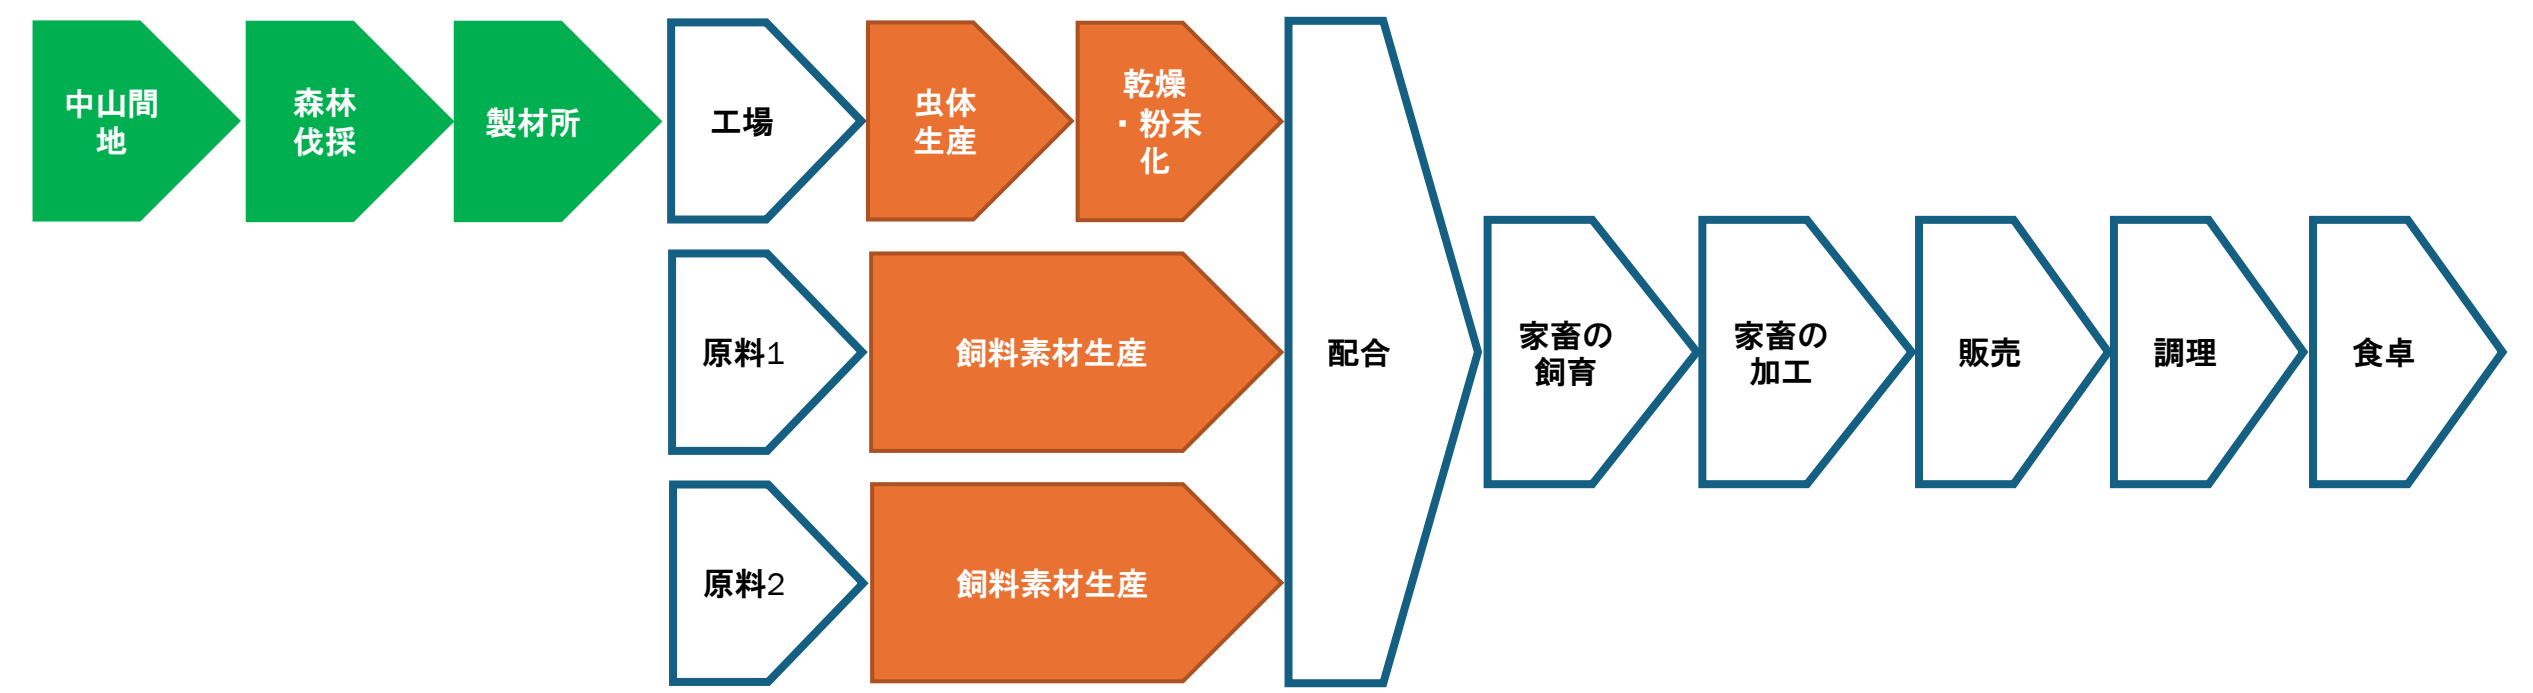 中山間
地
森林
伐採
製材所
工場
虫体
生産
乾燥
・粉末
化
原料1
飼料素材生産
原料2
飼料素材生産
配合
家畜の
飼育
家畜の
加工
販売
調理
食卓